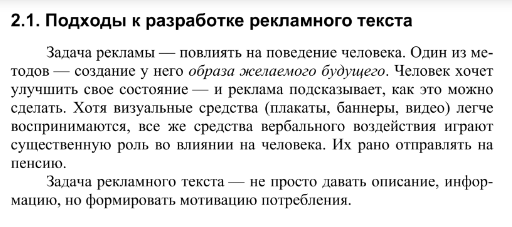 2.1. Подходы к разработке рекламного текста
Задача рекламы — повлиять на поведение человека. Один из ме-
тодов — создание у него образа желаемого будущего. Человек хочет
улучшить свое состояние — и реклама подсказывает, как это можно
сделать. Хотя визуальные средства (плакаты, баннеры, видео) легче
воспринимаются, все же средства вербального воздействия играют
существенную роль во влиянии на человека. Их рано отправлять на
пенсию.
Задача рекламного текста — не просто давать описание, инфор-
мацию, но формировать мотивацию потребления.